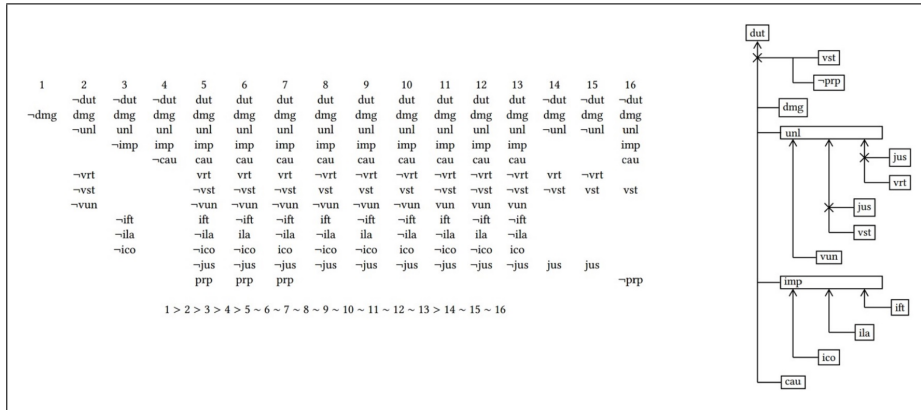 1 2 3 4 5 6 7 8 9 10 11 12 13 14 15 16
¬dut ¬dut ¬dut dut dut dut dut dut dut dut dut dut ¬dut ¬dut ¬dut
¬dmg dmg dmg dmg dmg dmg dmg dmg dmg dmg dmg dmg dmg dmg dmg dmg
¬unl unl unl unl unl unl unl unl unl unl unl unl ¬unl ¬unl unl
¬imp imp imp imp imp imp imp imp imp imp imp imp
¬cau cau cau cau cau cau cau cau cau cau cau
¬vrt vrt vrt vrt ¬vrt ¬vrt ¬vrt ¬vrt ¬vrt ¬vrt vrt ¬vrt
¬vst ¬vst ¬vst ¬vst vst vst vst ¬vst ¬vst ¬vst ¬vst vst vst
¬vun ¬vun ¬vun ¬vun ¬vun ¬vun ¬vun vun vun vun
¬ift ift ¬ift ¬ift ift ¬ift ¬ift ift ¬ift ¬ift
¬ila ¬ila ila ¬ila ¬ila ila ¬ila ¬ila ila ¬ila
¬ico ¬ico ¬ico ico ¬ico ¬ico ico ¬ico ¬ico ico
¬jus ¬jus ¬jus ¬jus ¬jus ¬jus ¬jus ¬jus ¬jus jus jus
prp prp prp ¬prp
1 > 2 > 3 > 4 > 5 ~ 6 ~ 7 ~ 8 ~ 9 ~ 10 ~ 11 ~ 12 ~ 13 > 14 ~ 15 ~ 16
dut
vst
¬prp
dmg
unl
jus
vrt
jus
vst
vun
imp
ift
ila
ico
cau